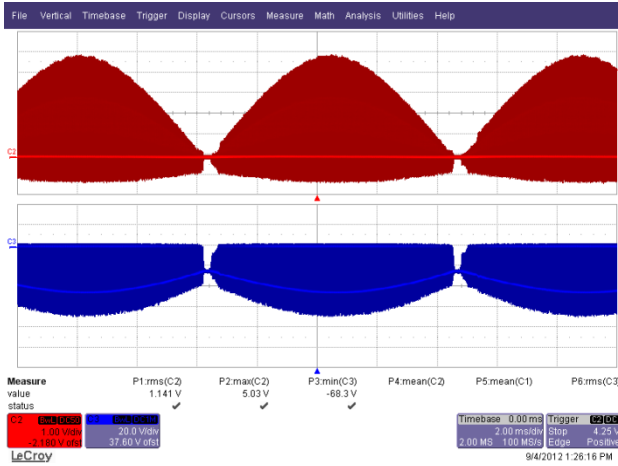 File Vertical Timebase Trigger Display Cursors Measure Math Analysis Utilities Help
C2
C3
Measure P1:rms(C2) P2:max(C2) P3:min(C3) P4:mean(C2) P5:mean(C1) P6:rms(C3)
value 1.141 V 5.03 V -68.3 V
status
C2
1.00 V/div
-2.180 V ofst
20.0 V/div
37.60 V ofst
Timebase 0.00 ms
2.00 ms/div
2.00 MS 100 MS/s
Trigger C2 DC
Stop 4.25 V
Edge Positive
LeCroy
9/4/2012 1:26:16 PM